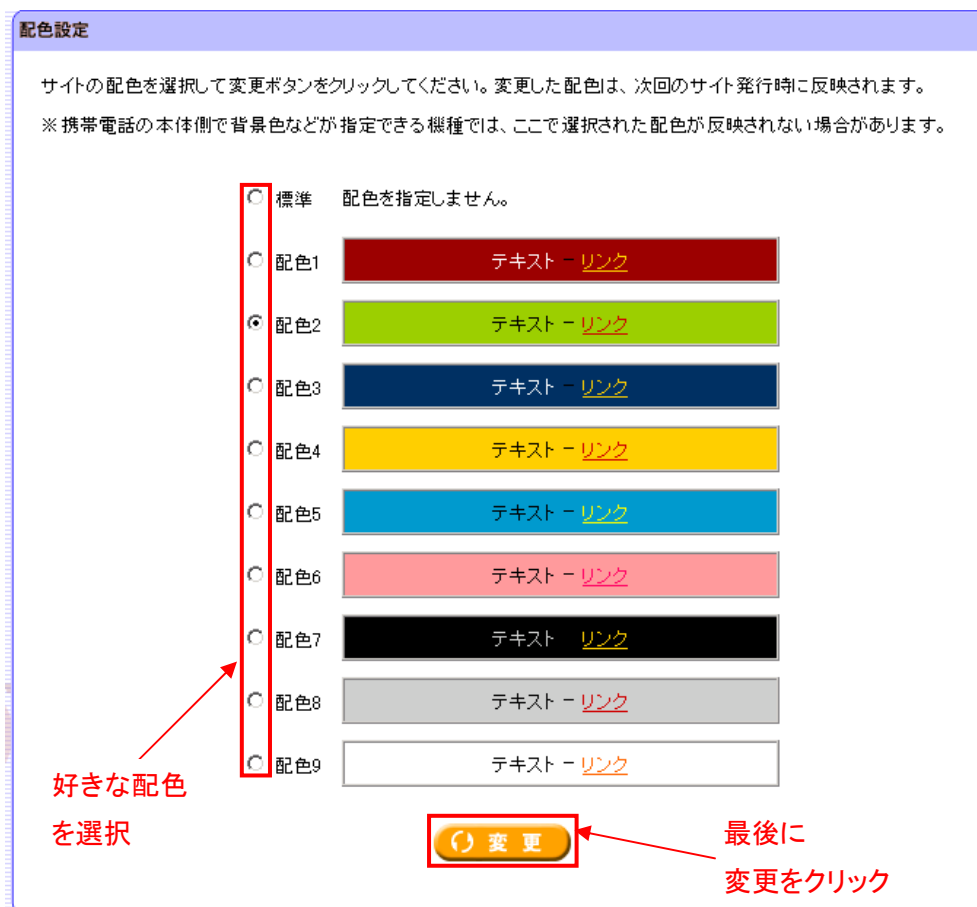 配色設定
サイトの配色を選択して変更ボタンをクリックしてください。変更した配色は、次回のサイト発行時に反映されます。
※携帯電話の本体側で背景色などが指定できる機種では、ここで選択された配色が反映されない場合があります。
標準 配色を指定しません。
配色1 テキスト − リンク
配色2 テキスト − リンク
配色3 テキスト − リンク
配色4 テキスト − リンク
配色5 テキスト − リンク
配色6 テキスト − リンク
配色7 テキスト リンク
配色8 テキスト − リンク
配色9 テキスト − リンク
好きな配色
を選択
変更
最後に
変更をクリック